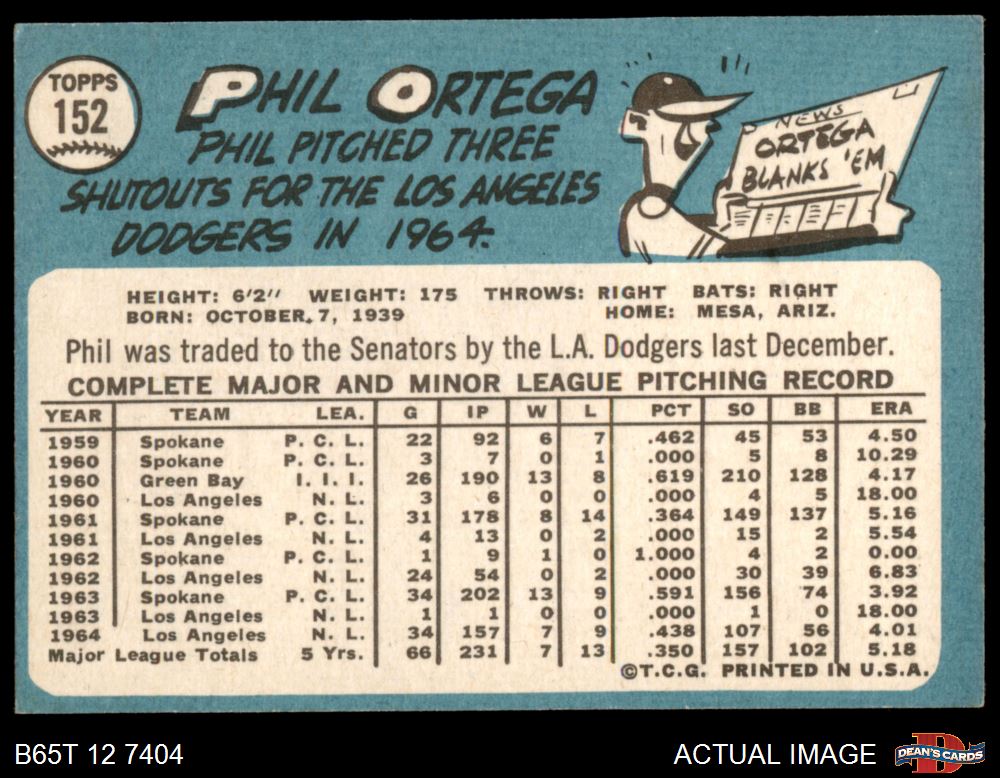 TOPPS
152
PHIL ORTEGA
PHIL PITCHED THREE
SHUTOUTS FOR THE LOS ANGELES
DODGERS IN 1964.
NEWS
ORTEGA
BLANKS 'EM
HEIGHT: 6'2" WEIGHT: 175 THROWS: RIGHT BATS: RIGHT
BORN: OCTOBER 7, 1939 HOME: MESA, ARIZ.
Phil was traded to the Senators by the L.A. Dodgers last December.
COMPLETE MAJOR AND MINOR LEAGUE PITCHING RECORD
YEAR TEAM LEA. G IP W L PCT SO BB ERA
1959 Spokane P. C. L. 22 92 6 7 .462 45 53 4.50
1960 Spokane P. C. L. 3 7 0 1 .000 5 8 10.29
1960 Green Bay I. I. I. 26 190 13 8 .619 210 128 4.17
1960 Los Angeles N. L. 3 6 0 0 .000 4 5 18.00
1961 Spokane P. C. L. 31 178 8 14 .364 149 137 5.16
1961 Los Angeles N. L. 4 13 0 2 .000 15 2 5.54
1962 Spokane P. C. L. 1 9 1 0 1.000 4 2 0.00
1962 Los Angeles N. L. 24 54 0 2 .000 30 39 6.83
1963 Spokane P. C. L. 34 202 13 9 .591 156 74 3.92
1963 Los Angeles N. L. 1 1 0 0 .000 1 0 18.00
1964 Los Angeles N. L. 34 157 7 9 .438 107 56 4.01
Major League Totals 5 Yrs. 66 231 7 13 .350 157 102 5.18
©T.C.G. PRINTED IN U.S.A.
B65T 12 7404 ACTUAL IMAGE DEAN'S CARDS